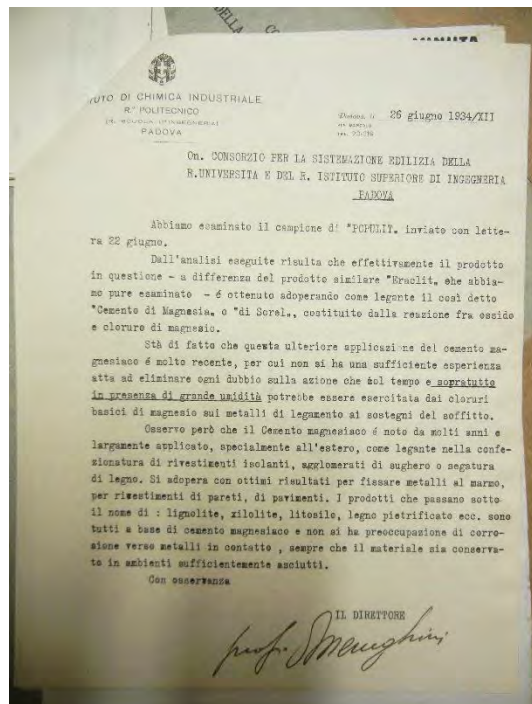 DELLA
CO
MINUTA
UTO DI CHIMICA INDUSTRIALE
R.° POLITECNICO
PADOVA
26 giugno 1934/XII
On. CONSORZIO PER LA SISTEMAZIONE EDILIZIA DELLA
R.UNIVERSITA E DEL R. ISTITUTO SUPERIORE DI INGEGNERIA
PADOVA
Abbiamo esaminato il campione di "POPULIT„ inviato con lette-
ra 22 giugno.
Dall'analisi eseguite risulta che effettivamente il prodotto
in questione - a differenza del prodotto similare "Eraclit„ che abbia-
mo pure esaminato - é ottenuto adoperando come legante il così detto
"Cemento di Magnesia„ o "di Sorel„, costituito dalla reazione fra ossido
e cloruro di magnesio.
Stà di fatto che questa ulteriore applicazione del cemento ma-
gnesiaco é molto recente, per cui non si ha una sufficiente esperienza
atta ad eliminare ogni dubbio sulla azione che col tempo e sopratutto
in presenza di grande umidità potrebbe essere esercitata dai cloruri
basici di magnesio sui metalli di legamento ai sostegni del soffitto.
Osservo però che il Cemento magnesiaco é noto da molti anni e
largamente applicato, specialmente all'estero, come legante nella confe-
zionatura di rivestimenti isolanti, agglomerati di sughero o segatura
di legno. Si adopera con ottimi risultati per fissare metalli al marmo,
per rivestimenti di pareti, di pavimenti. I prodotti che passano sotto
il nome di : lignolite, xilolite, litosilo, legno pietrificato ecc. sono
tutti a base di cemento magnesiaco e non si ha preoccupazione di corro-
sione verso metalli in contatto , sempre che il materiale sia conserva-
to in ambienti sufficientemente asciutti.
Con osservanza
IL DIRETTORE
prof. Meneghini